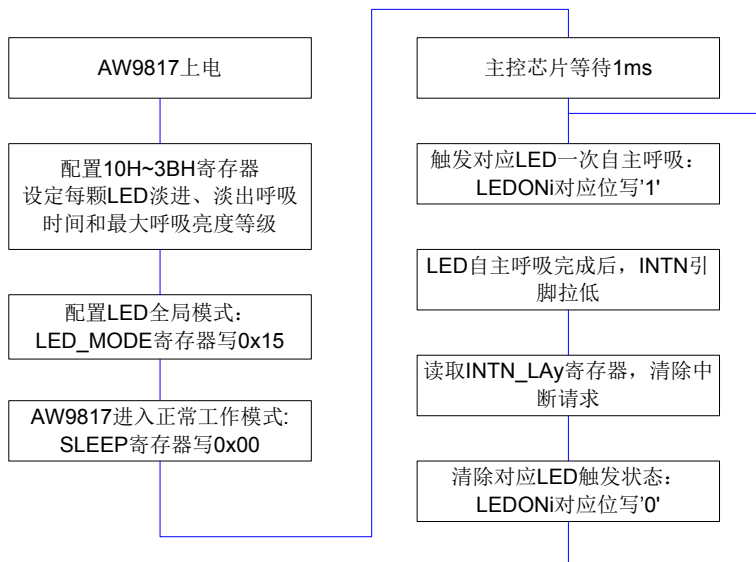 AW9817上电
配置10H~3BH寄存器
设定每颗LED淡进、淡出呼吸
时间和最大呼吸亮度等级
配置LED全局模式：
LED_MODE寄存器写0x15
AW9817进入正常工作模式:
SLEEP寄存器写0x00
主控芯片等待1ms
触发对应LED一次自主呼吸：
LEDONi对应位写'1'
LED自主呼吸完成后，INTN引
脚拉低
读取INTN_LAy寄存器，清除中
断请求
清除对应LED触发状态：
LEDONi对应位写'0'